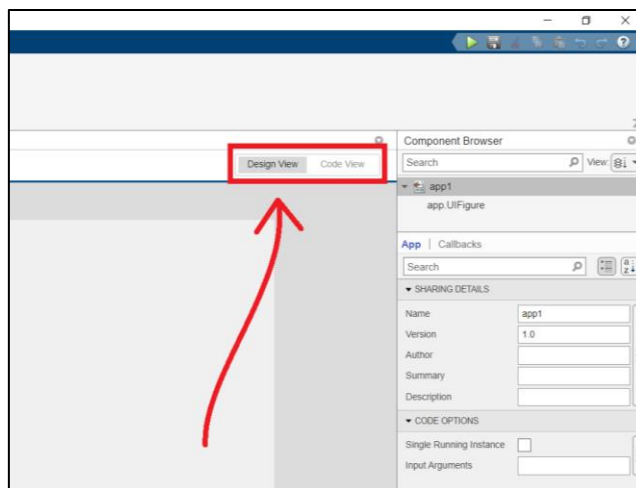 Component Browser
Design View Code View
Search View:
app1
app.UIFigure
App | Callbacks
Search
SHARING DETAILS
Name app1
Version 1.0
Author
Summary
Description
CODE OPTIONS
Single Running Instance
Input Arguments